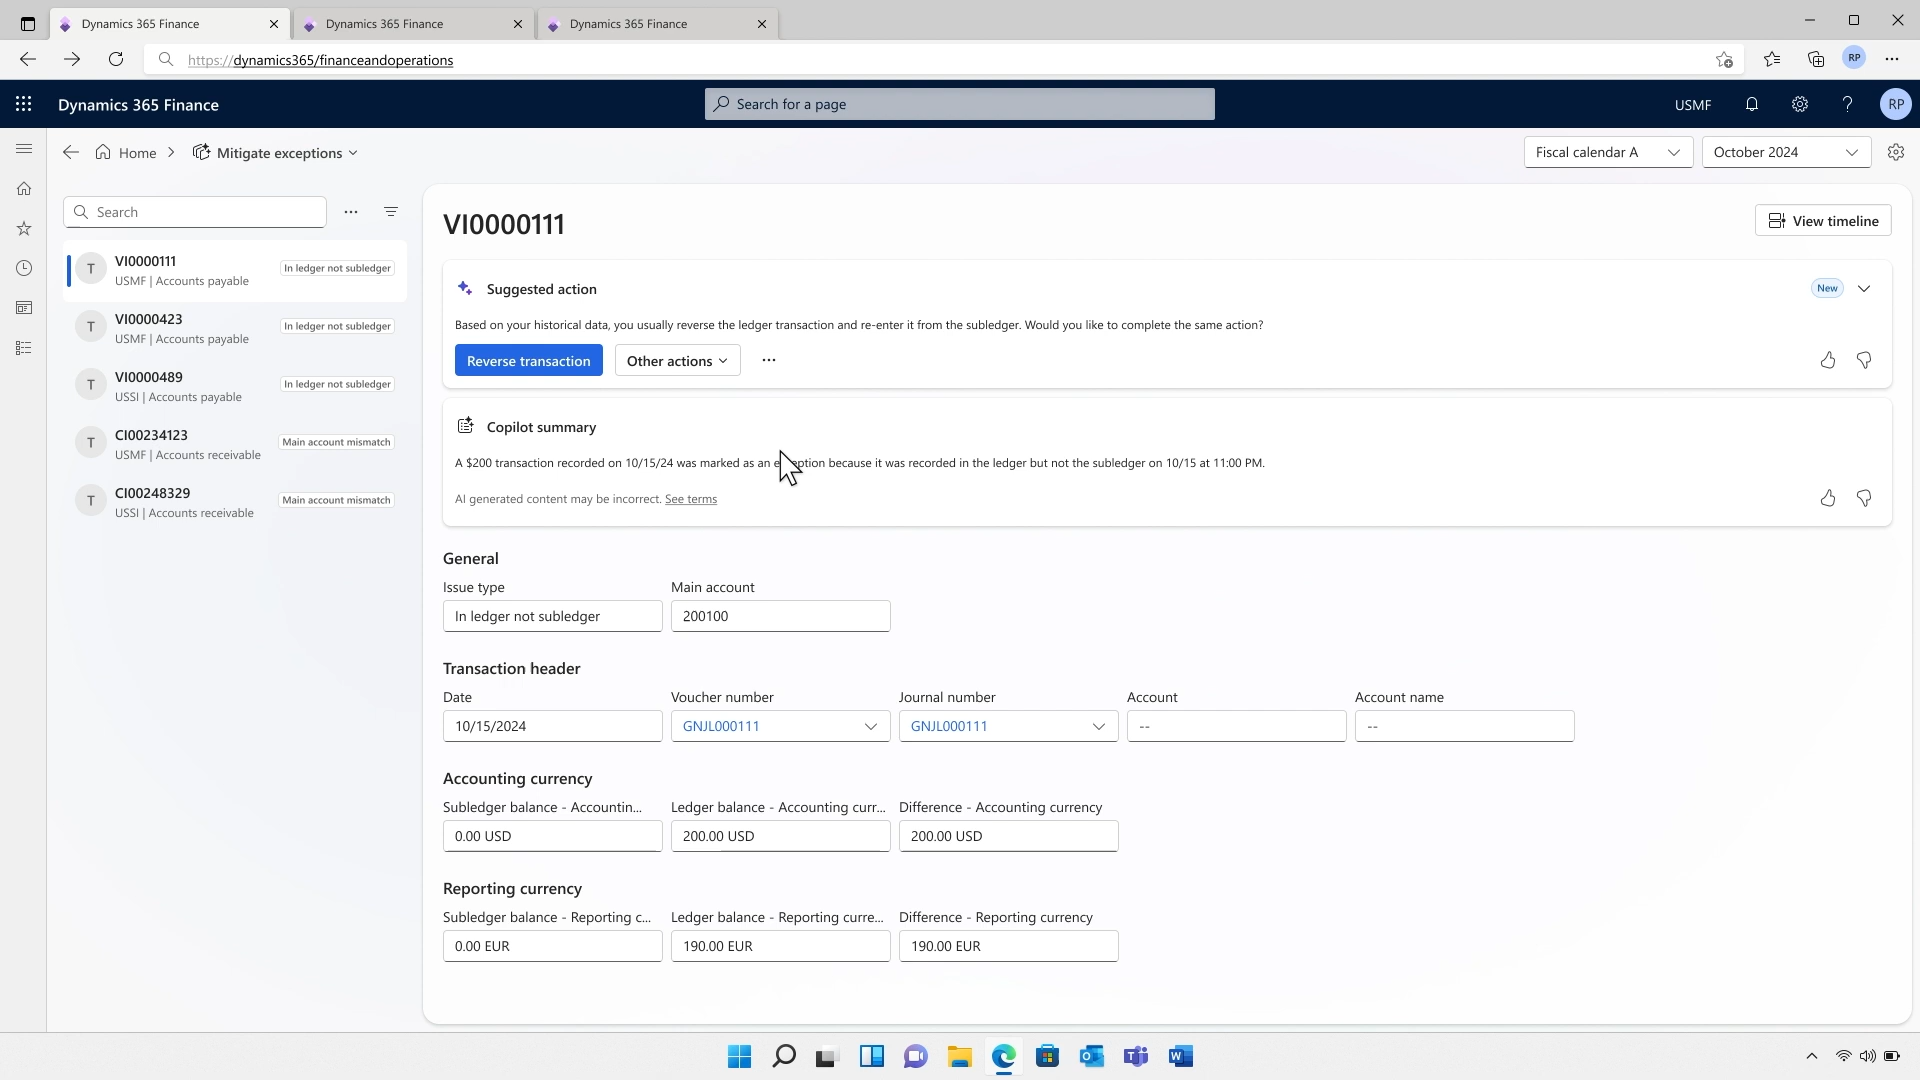 Dynamics 365 Finance
Dynamics 365 Finance
Dynamics 365 Finance
https://dynamics365/financeandoperations
RP
Dynamics 365 Finance
Search for a page
USMF
RP
Home
Mitigate exceptions
Fiscal calendar A
October 2024
Search
T
VI0000111
USMF | Accounts payable
In ledger not subledger
T
VI0000423
USMF | Accounts payable
In ledger not subledger
T
VI0000489
USSI | Accounts payable
In ledger not subledger
T
CI00234123
USMF | Accounts receivable
Main account mismatch
T
CI00248329
USSI | Accounts receivable
Main account mismatch
VI0000111
View timeline
Suggested action
New
Based on your historical data, you usually reverse the ledger transaction and re-enter it from the subledger. Would you like to complete the same action?
Reverse transaction
Other actions
Copilot summary
A $200 transaction recorded on 10/15/24 was marked as an exception because it was recorded in the ledger but not the subledger on 10/15 at 11:00 PM.
AI generated content may be incorrect. See terms
General
Issue type
Main account
In ledger not subledger
200100
Transaction header
Date
Voucher number
Journal number
Account
Account name
10/15/2024
GNJL000111
GNJL000111
--
--
Accounting currency
Subledger balance - Accountin...
Ledger balance - Accounting curr...
Difference - Accounting currency
0.00 USD
200.00 USD
200.00 USD
Reporting currency
Subledger balance - Reporting c...
Ledger balance - Reporting curre...
Difference - Reporting currency
0.00 EUR
190.00 EUR
190.00 EUR